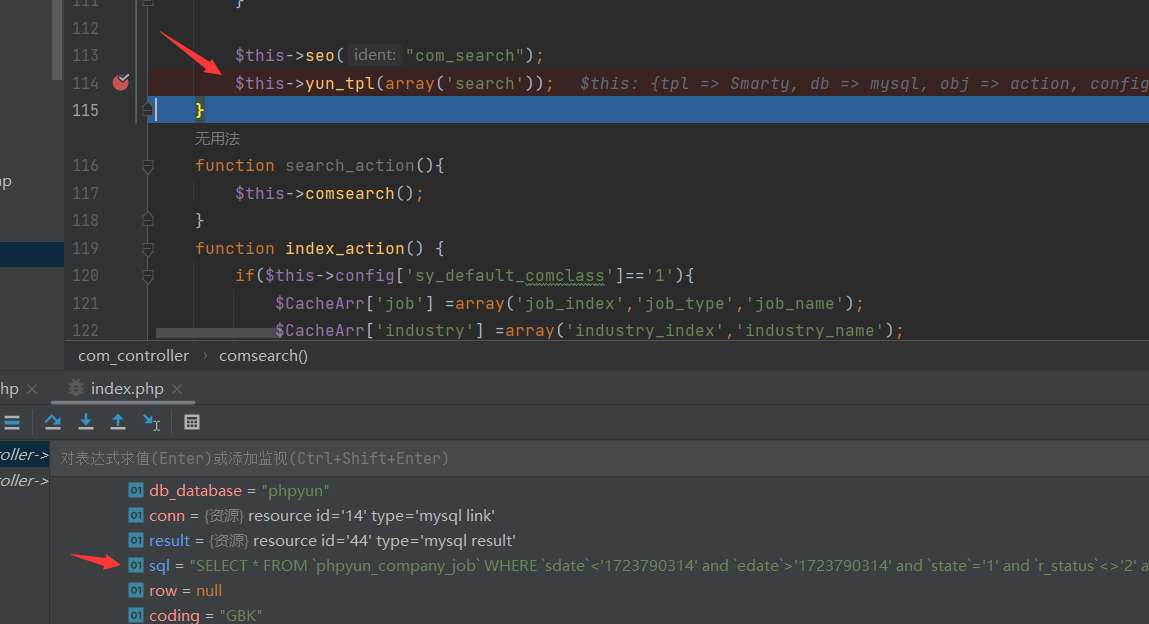 111 }
112
113 $this->seo( ident: "com_search");
114 $this->yun_tpl(array('search')); $this: {tpl => Smarty, db => mysql, obj => action, config
115 }
无用法
116 function search_action(){
117 $this->comsearch();
118 }
119 function index_action() {
120 if($this->config['sy_default_comclass']=='1'){
121 $CacheArr['job'] =array('job_index','job_type','job_name');
122 $CacheArr['industry'] =array('industry_index','industry_name');
com_controller › comsearch()
hp × index.php ×
oller->
对表达式求值(Enter)或添加监视(Ctrl+Shift+Enter)
oller->
db_database = "phpyun"
conn = {资源} resource id='14' type='mysql link'
result = {资源} resource id='44' type='mysql result'
sql = "SELECT * FROM `phpyun_company_job` WHERE `sdate`<'1723790314' and `edate`>'1723790314' and `state`='1' and `r_status`<>'2' a
row = null
coding = "GBK"